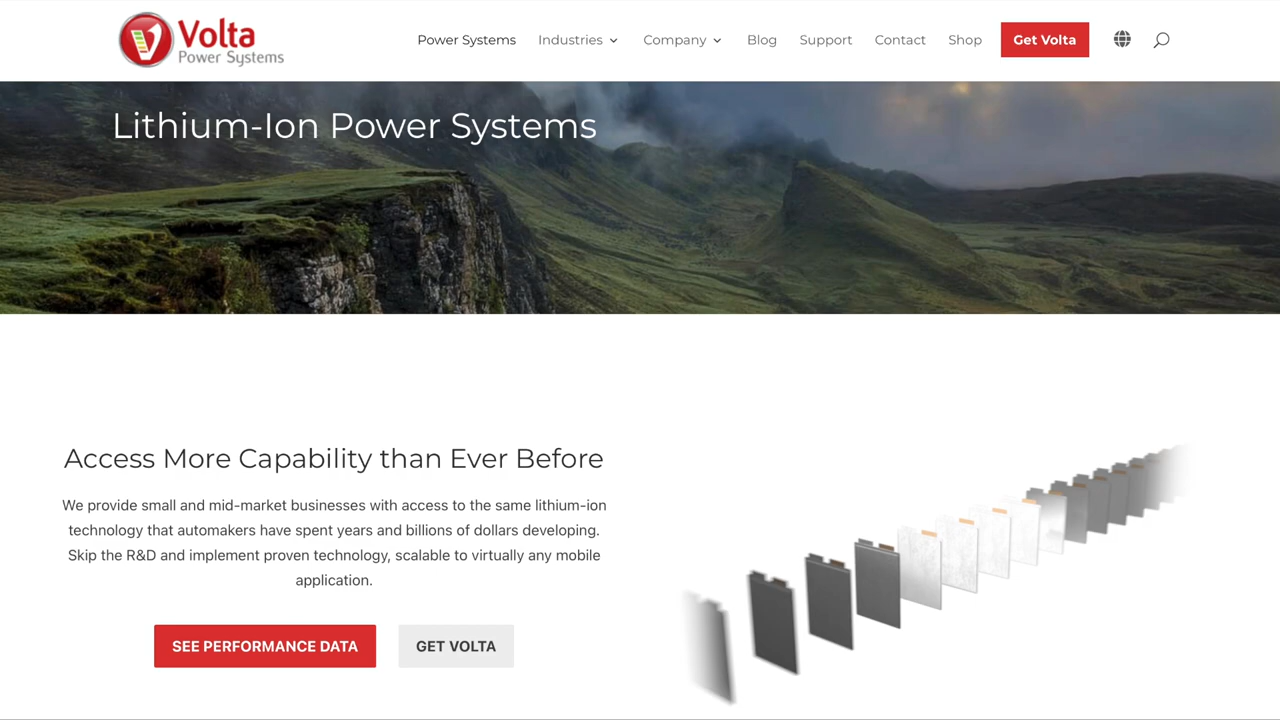 Volta
Power Systems
Power Systems
Industries
Company
Blog
Support
Contact
Shop
Get Volta
Lithium-Ion Power Systems
Access More Capability than Ever Before
We provide small and mid-market businesses with access to the same lithium-ion
technology that automakers have spent years and billions of dollars developing.
Skip the R&D and implement proven technology, scalable to virtually any mobile
application.
SEE PERFORMANCE DATA
GET VOLTA